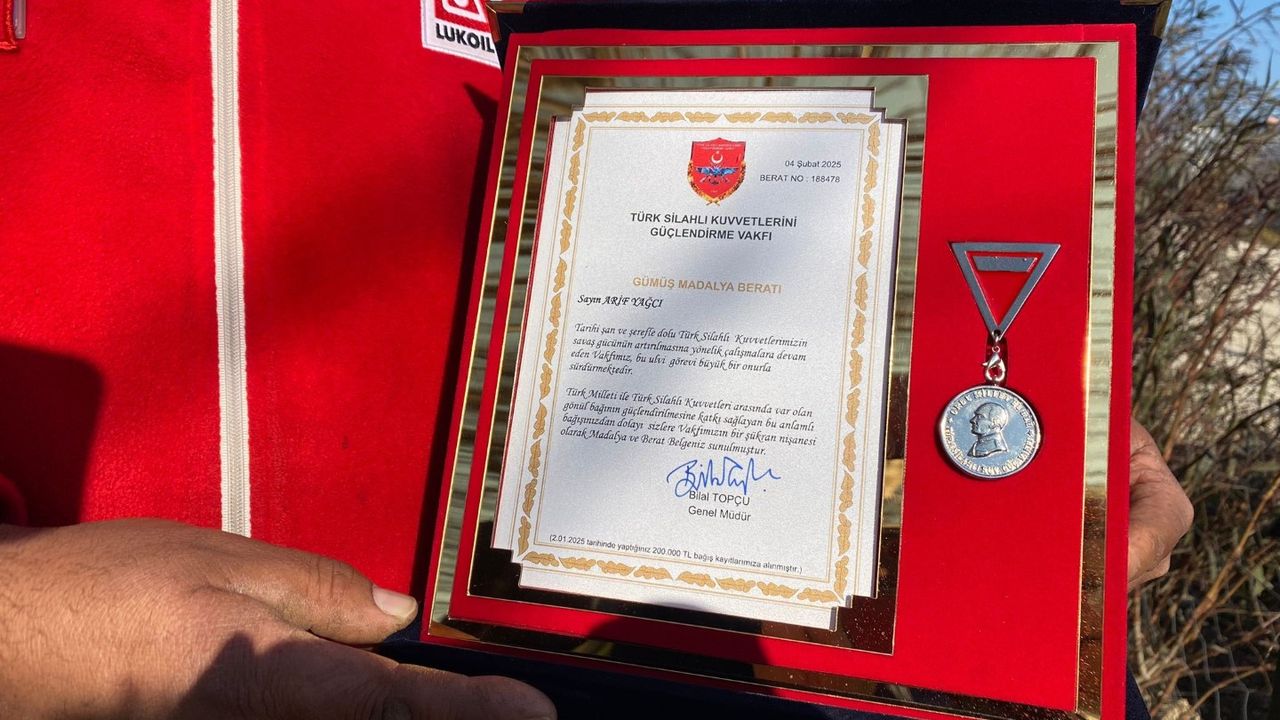 LUKOIL
04 Şubat 2025
BERAT NO : 188478
TÜRK SİLAHLI KUVVETLERİNİ
GÜÇLENDİRME VAKFI
GÜMÜŞ MADALYA BERATI
Sayın ARİF YAĞCI
Tarihi şan ve şerefle dolu Türk Silahlı Kuvvetlerimizin
savaş gücünün artırılmasına yönelik çalışmalara devam
eden Vakfımız, bu ulvi görevi büyük bir onurla
sürdürmektedir.
Türk Milleti ile Türk Silahlı Kuvvetleri arasında var olan
gönül bağının güçlendirilmesine katkı sağlayan bu anlamlı
bağışınızdan dolayı sizlere Vakfımızın bir şükran nişanesi
olarak Madalya ve Berat Belgeniz sunulmuştur.
Bilal TOPÇU
Genel Müdür
(2.01.2025 tarihinde yaptığınız 200.000 TL bağış kayıtlarımıza alınmıştır.)